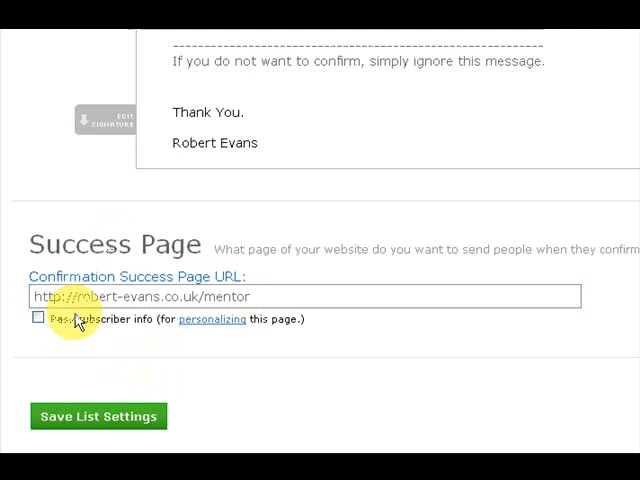 -----------------------------------------------------
If you do not want to confirm, simply ignore this message.
EDIT
SIGNATURE
Thank You.
Robert Evans
Success Page What page of your website do you want to send people when they confirm
Confirmation Success Page URL:
http://robert-evans.co.uk/mentor
Pass subscriber info (for personalizing this page.)
Save List Settings